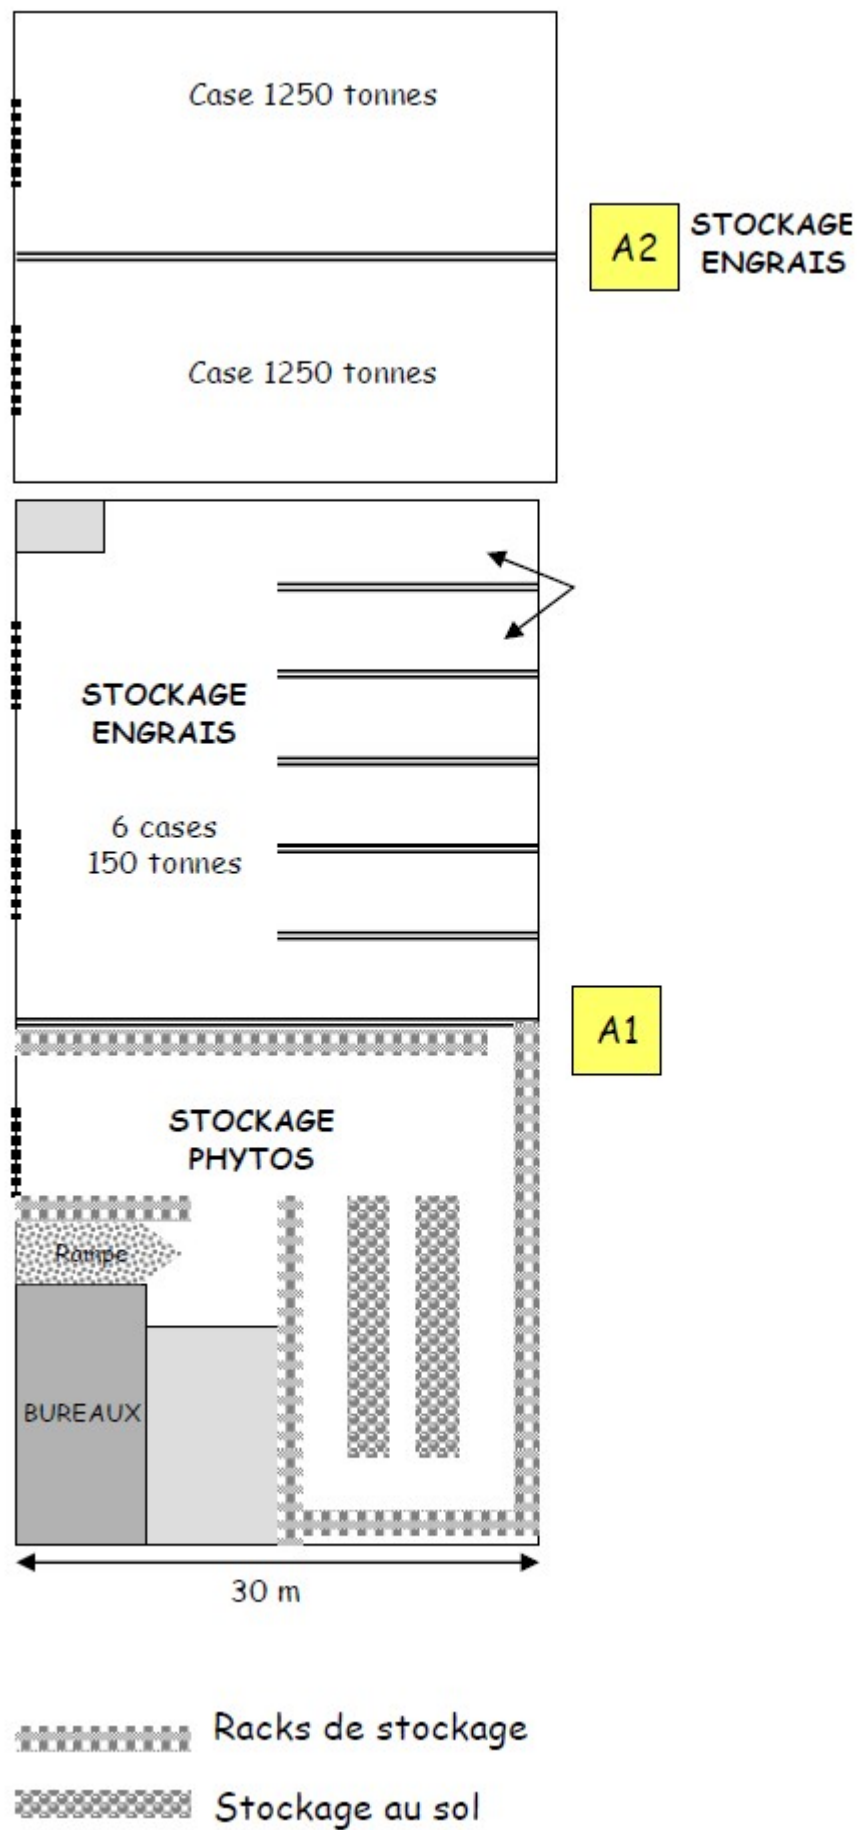 Case 1250 tonnes
A2
STOCKAGE
ENGRAIS
Case 1250 tonnes
STOCKAGE
ENGRAIS
6 cases
150 tonnes
A1
STOCKAGE
PHYTOS
Rampe
BUREAUX
30 m
Racks de stockage
Stockage au sol